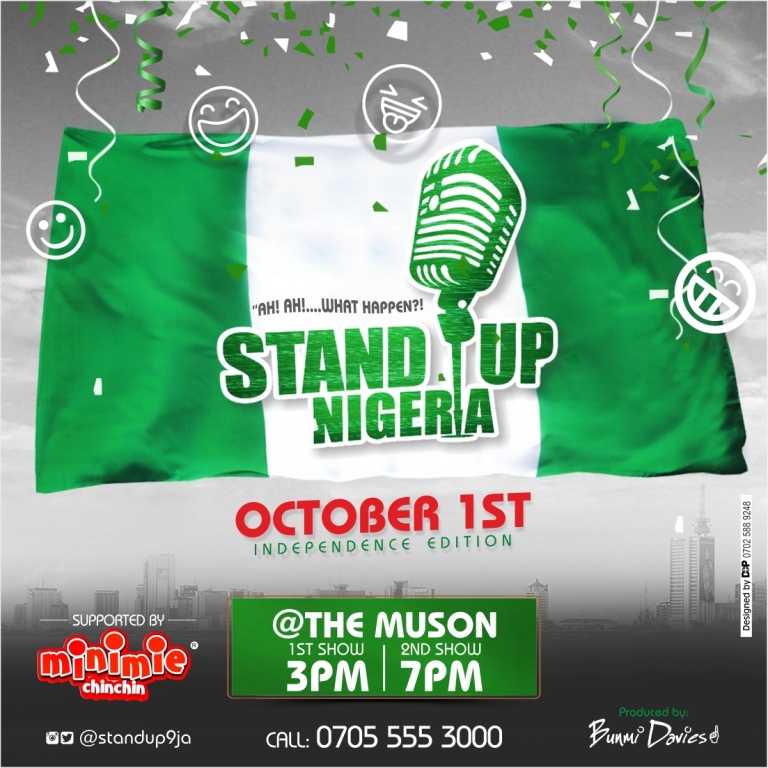 "AH! AH!....WHAT HAPPEN?!
STAND UP
NIGERIA
OCTOBER 1ST
INDEPENDENCE EDITION
SUPPORTED BY
minimie®
chinchin
@THE MUSON
1ST SHOW 2ND SHOW
3PM 7PM
@standup9ja
CALL: 0705 555 3000
Produced by:
Bunmi Davies
Designed by D&P 0702 588 9248